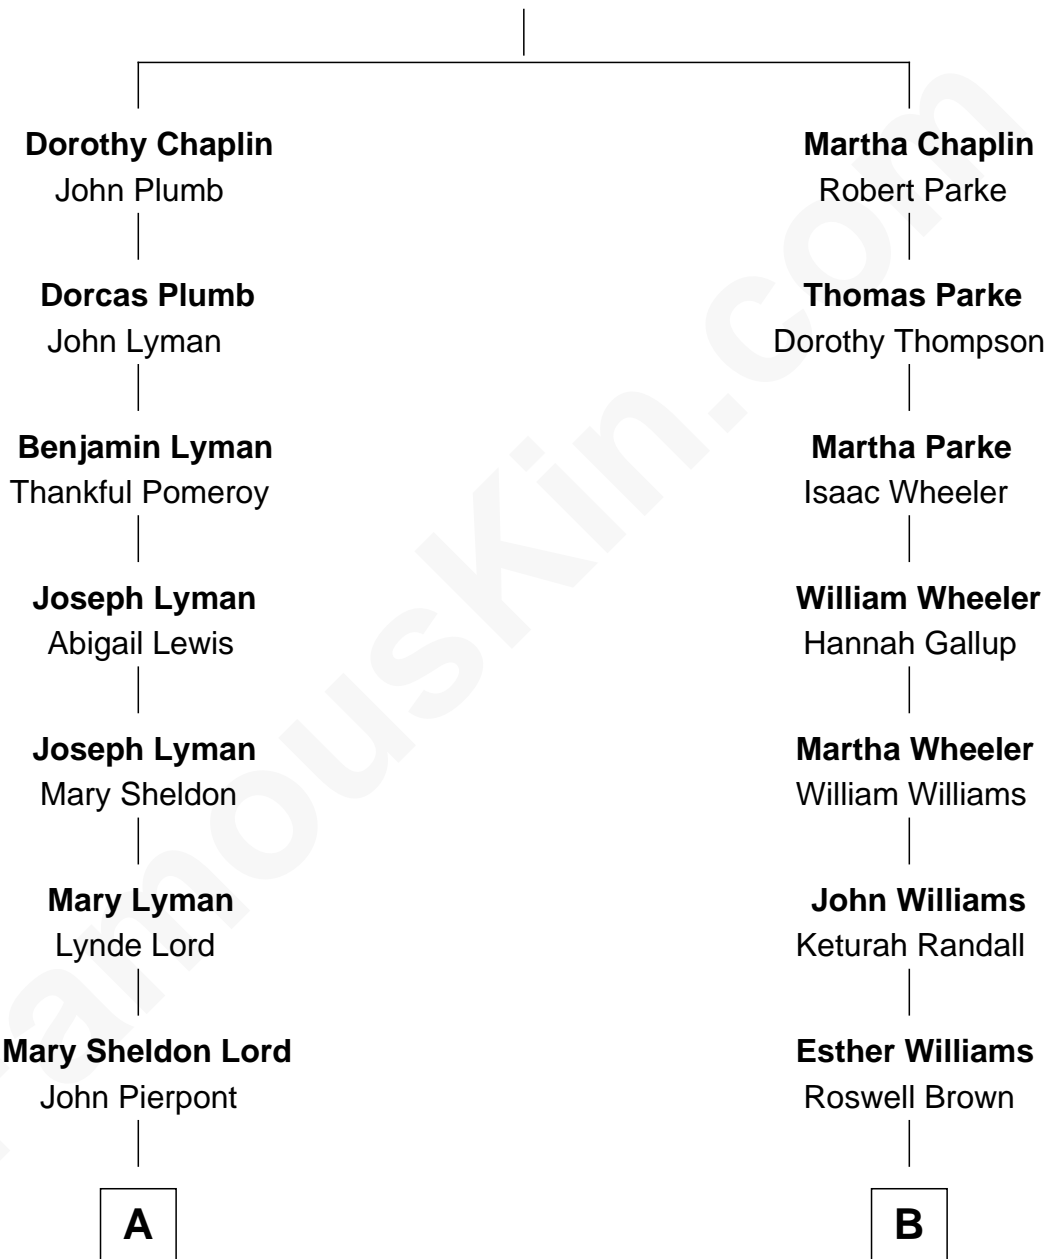 Dorothy Chaplin
John Plumb
Dorcas Plumb
John Lyman
Benjamin Lyman
Thankful Pomeroy
Joseph Lyman
Abigail Lewis
Joseph Lyman
Mary Sheldon
Mary Lyman
Lynde Lord
Mary Sheldon Lord
John Pierpont
A
Martha Chaplin
Robert Parke
Thomas Parke
Dorothy Thompson
Martha Parke
Isaac Wheeler
William Wheeler
Hannah Gallup
Martha Wheeler
William Williams
John Williams
Keturah Randall
Esther Williams
Roswell Brown
B
FamousKin.com